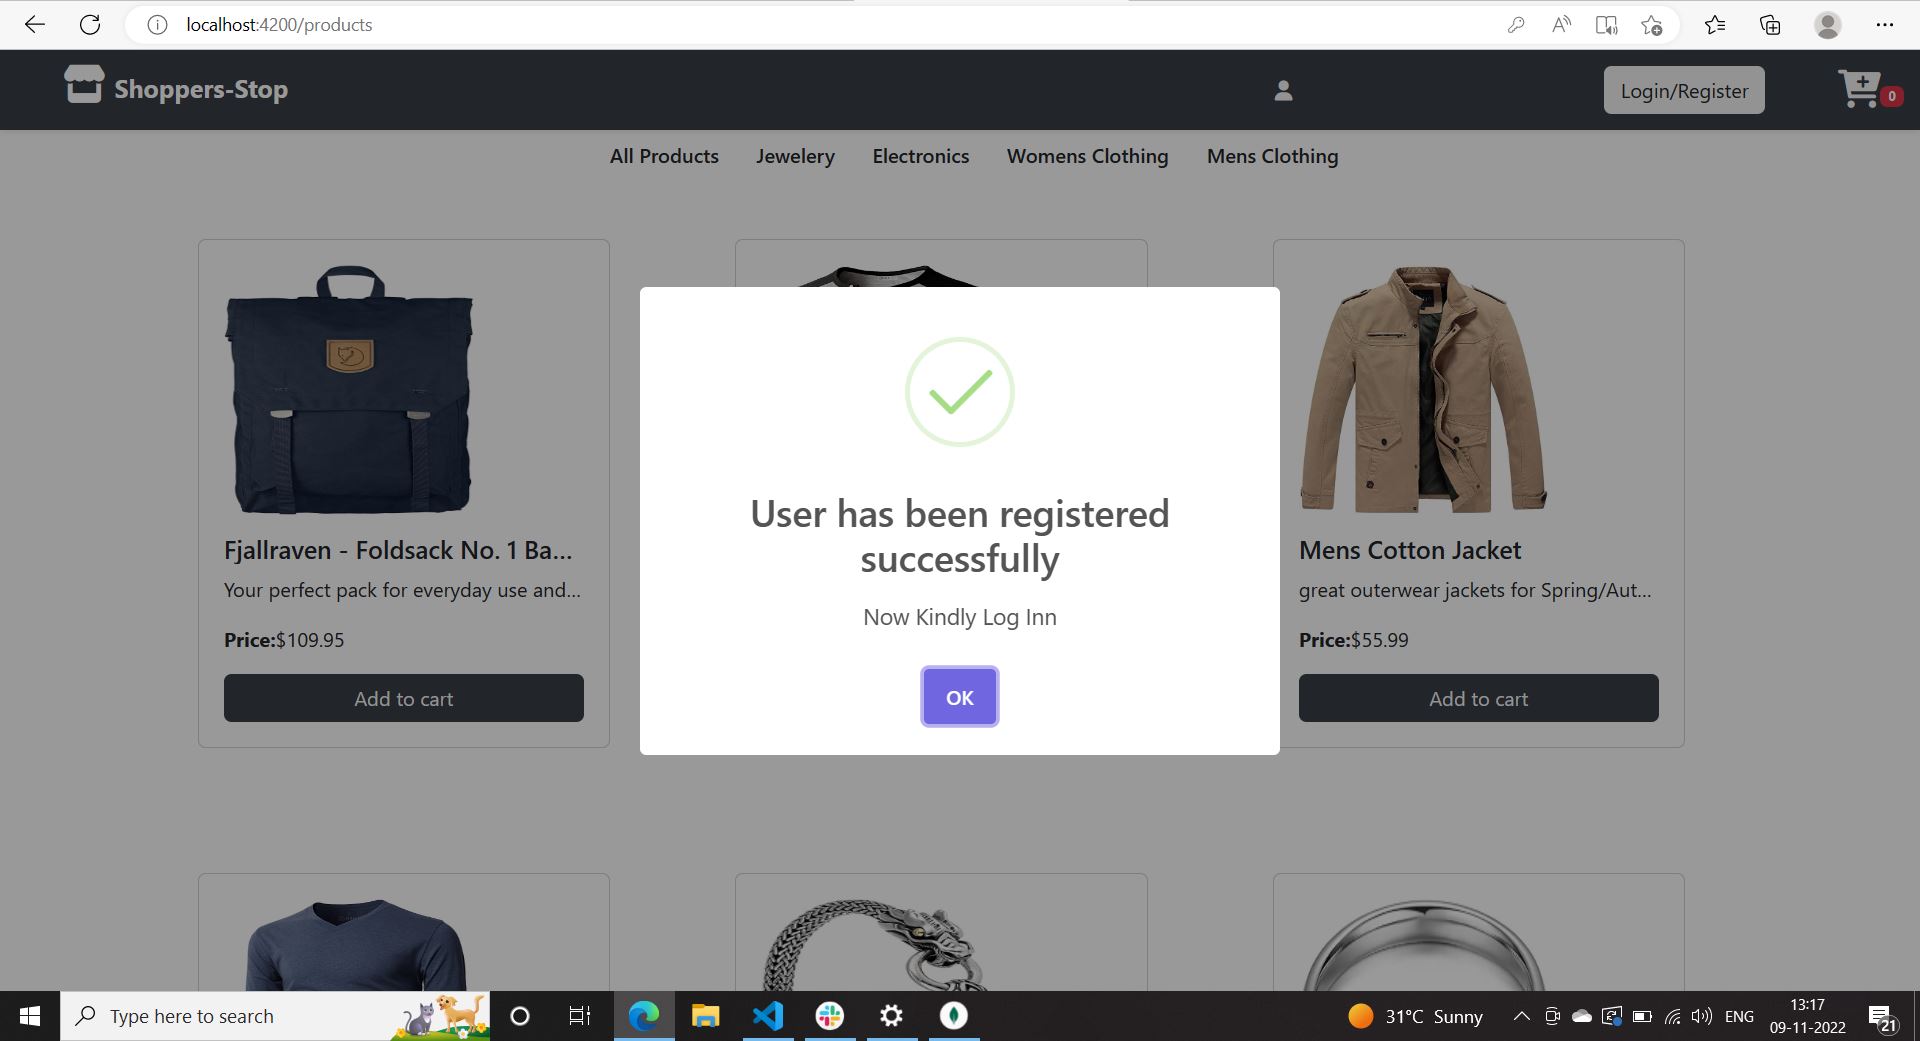 localhost:4200/products
Shoppers-Stop
Login/Register
0
All Products Jewelery Electronics Womens Clothing Mens Clothing
User has been registered
successfully
Now Kindly Log Inn
OK
Fjallraven - Foldsack No. 1 Ba...
Your perfect pack for everyday use and...
Price:$109.95
Add to cart
Mens Cotton Jacket
great outerwear jackets for Spring/Aut...
Price:$55.99
Add to cart
Type here to search
31°C Sunny
ENG
13:17
09-11-2022
21